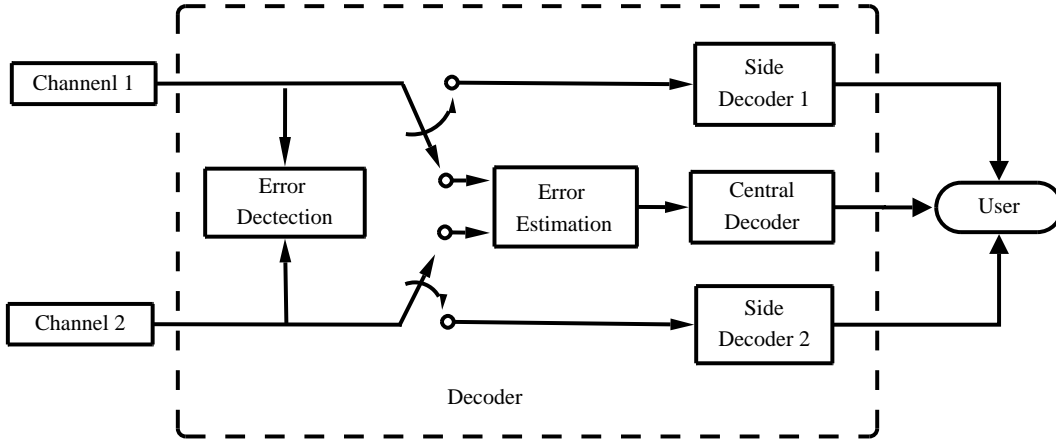 Channenl 1
Side
Decoder 1
Error
Dectection
Error
Estimation
Central
Decoder
User
Channel 2
Side
Decoder 2
Decoder